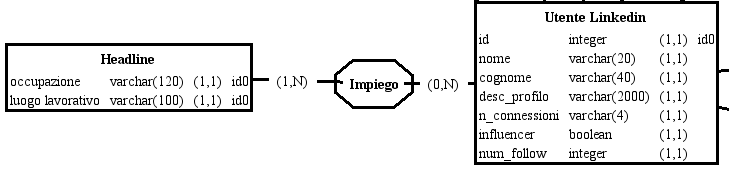 Headline
occupazione varchar(120) (1,1) id0
luogo lavorativo varchar(100) (1,1) id0
(1,N)
Impiego
(0,N)
Utente Linkedin
id integer (1,1) id0
nome varchar(20) (1,1)
cognome varchar(40) (1,1)
desc_profilo varchar(2000) (1,1)
n_connessioni varchar(4) (1,1)
influencer boolean (1,1)
num_follow integer (1,1)